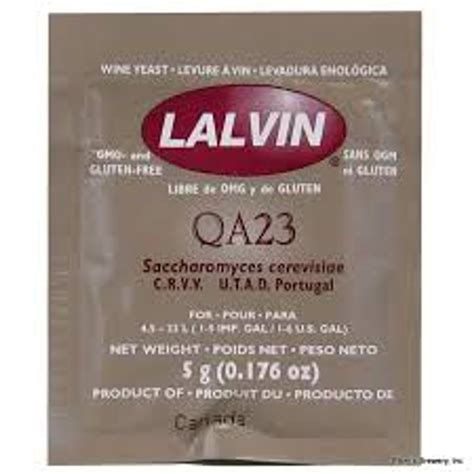 WINE YEAST • LEVURE À VIN • LEVADURA ENOLÓGICA
LALVIN
®
"GMO- and
GLUTEN-FREE
SANS OGM
ni GLUTEN
LIBRE de OMG y de GLUTEN
QA23
Saccharomyces cerevisiae
C.R.V.V. U.T.A.D. Portugal
FOR • POUR • PARA
4.5 – 23 L ( 1-5 IMP. GAL / 1-6 U.S. GAL)
NET WEIGHT • POIDS NET • PESO NETO
5 g (0.176 oz)
PRODUCT OF • PRODUIT DU • PRODUCTO DE
Canada
Brewery, Inc